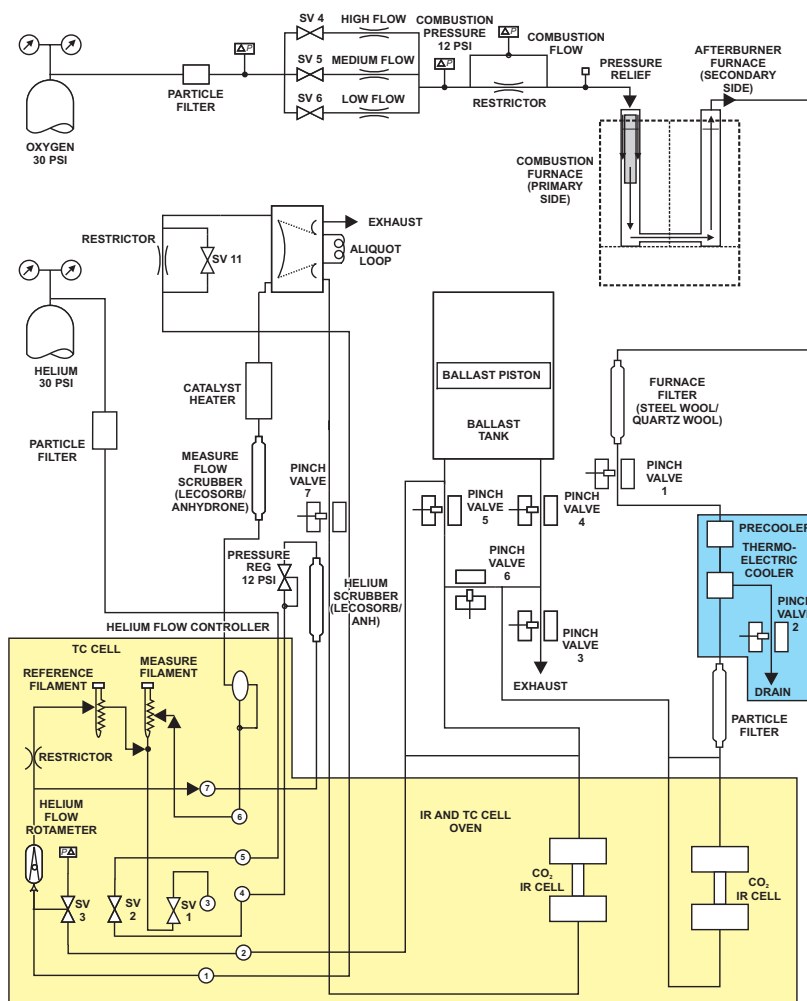 SV 4
HIGH FLOW
COMBUSTION
PRESSURE
12 PSI
COMBUSTION
FLOW
AFTERBURNER
FURNACE
(SECONDARY
SIDE)
ΔP
ΔP
ΔP
SV 5
MEDIUM FLOW
PRESSURE
RELIEF
PARTICLE
FILTER
SV 6
LOW FLOW
RESTRICTOR
OXYGEN
30 PSI
COMBUSTION
FURNACE
(PRIMARY
SIDE)
EXHAUST
RESTRICTOR
SV 11
ALIQUOT
LOOP
HELIUM
30 PSI
BALLAST PISTON
CATALYST
HEATER
FURNACE
FILTER
(STEEL WOOL/
QUARTZ WOOL)
BALLAST
TANK
PARTICLE
FILTER
MEASURE
FLOW
SCRUBBER
(LECOSORB/
ANHYDRONE)
PINCH
VALVE
7
PINCH
VALVE
1
PINCH
VALVE
5
PINCH
VALVE
4
PRECOOLER
THERMO-
ELECTRIC
COOLER
PRESSURE
REG
12 PSI
PINCH
VALVE
6
HELIUM
SCRUBBER
(LECOSORB/
ANH)
PINCH
VALVE
2
HELIUM FLOW CONTROLLER
PINCH
VALVE
3
TC CELL
REFERENCE
FILAMENT
MEASURE
FILAMENT
EXHAUST
DRAIN
PARTICLE
FILTER
RESTRICTOR
7
6
HELIUM
FLOW
ROTAMETER
IR AND TC CELL
OVEN
PΔ
5
4
SV
3
SV
2
SV
1
3
CO₂
IR CELL
CO₂
IR CELL
2
1